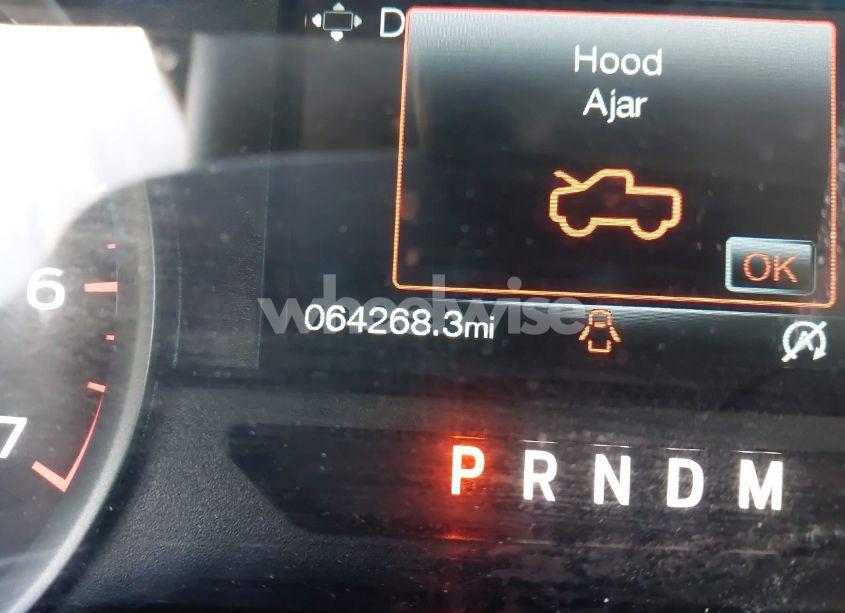 D
Hood
Ajar
OK
6
064268.3mi
7
P R N D M
wheelwise